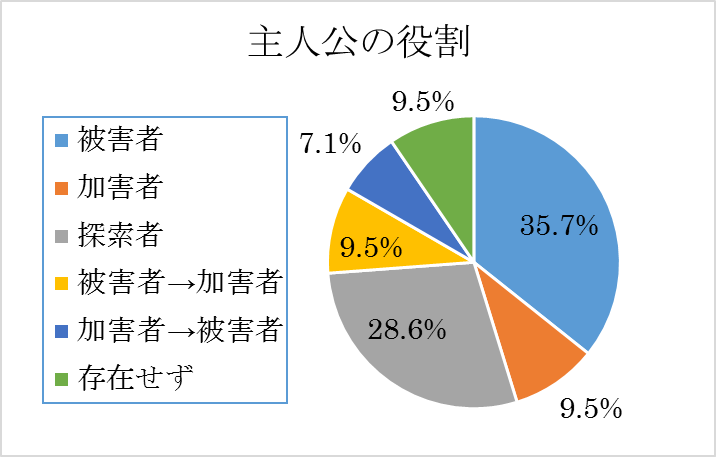 主人公の役割
被害者
加害者
探索者
被害者→加害者
加害者→被害者
存在せず
35.7%
9.5%
28.6%
9.5%
7.1%
9.5%